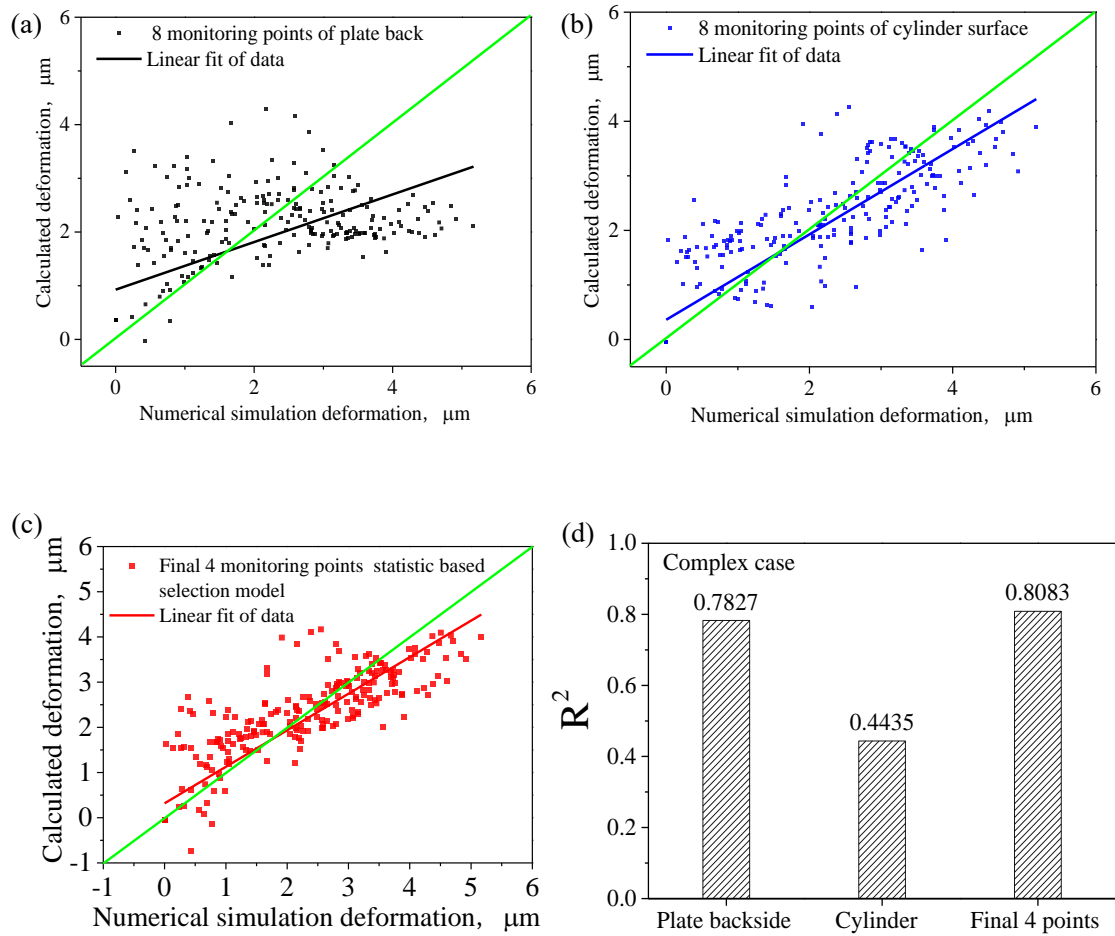 (a)
6
4
2
0
Calculated deformation, μm
8 monitoring points of plate back
Linear fit of data
0 2 4 6
Numerical simulation deformation, μm
(b)
6
4
2
0
Calculated deformation, μm
8 monitoring points of cylinder surface
Linear fit of data
0 2 4 6
Numerical simulation deformation, μm
(c)
6
5
4
3
2
1
0
-1
Calculated deformation, μm
Final 4 monitoring points statistic based
selection model
Linear fit of data
-1 0 1 2 3 4 5 6
Numerical simulation deformation, μm
(d)
1.0
0.8
0.6
0.4
0.2
0.0
R²
Complex case
0.7827
0.4435
0.8083
Plate backside Cylinder Final 4 points